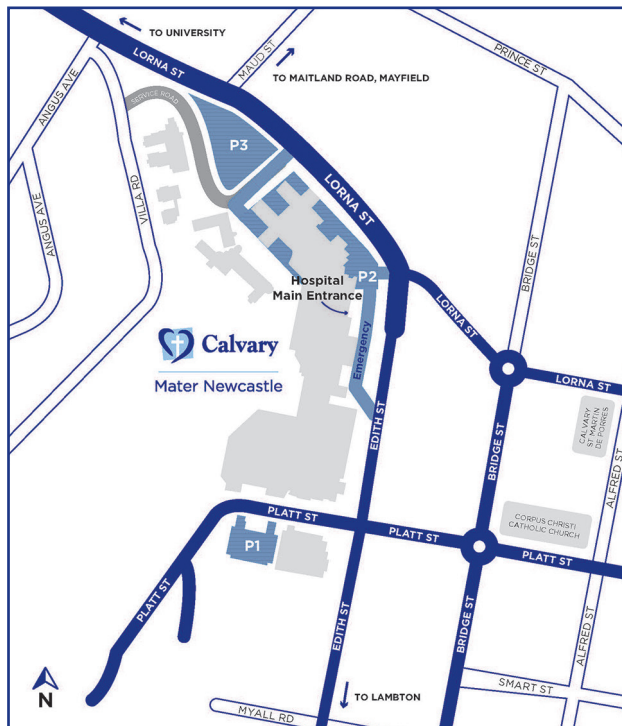 TO UNIVERSITY
LORNA ST
MAUD ST
TO MAITLAND ROAD, MAYFIELD
PRINCE ST
ANGUS AVE
SERVICE ROAD
P3
ANGUS AVE
VILLA RD
LORNA ST
BRIDGE ST
P2
Hospital
Main Entrance
LORNA ST
Emergency
Calvary
Mater Newcastle
LORNA ST
EDITH ST
BRIDGE ST
CALVARY
ST MARTIN
DE PORRES
ALFRED ST
PLATT ST
CORPUS CHRISTI
CATHOLIC CHURCH
PLATT ST
PLATT ST
P1
PLATT ST
EDITH ST
BRIDGE ST
ALFRED ST
SMART ST
N
TO LAMBTON
MYALL RD